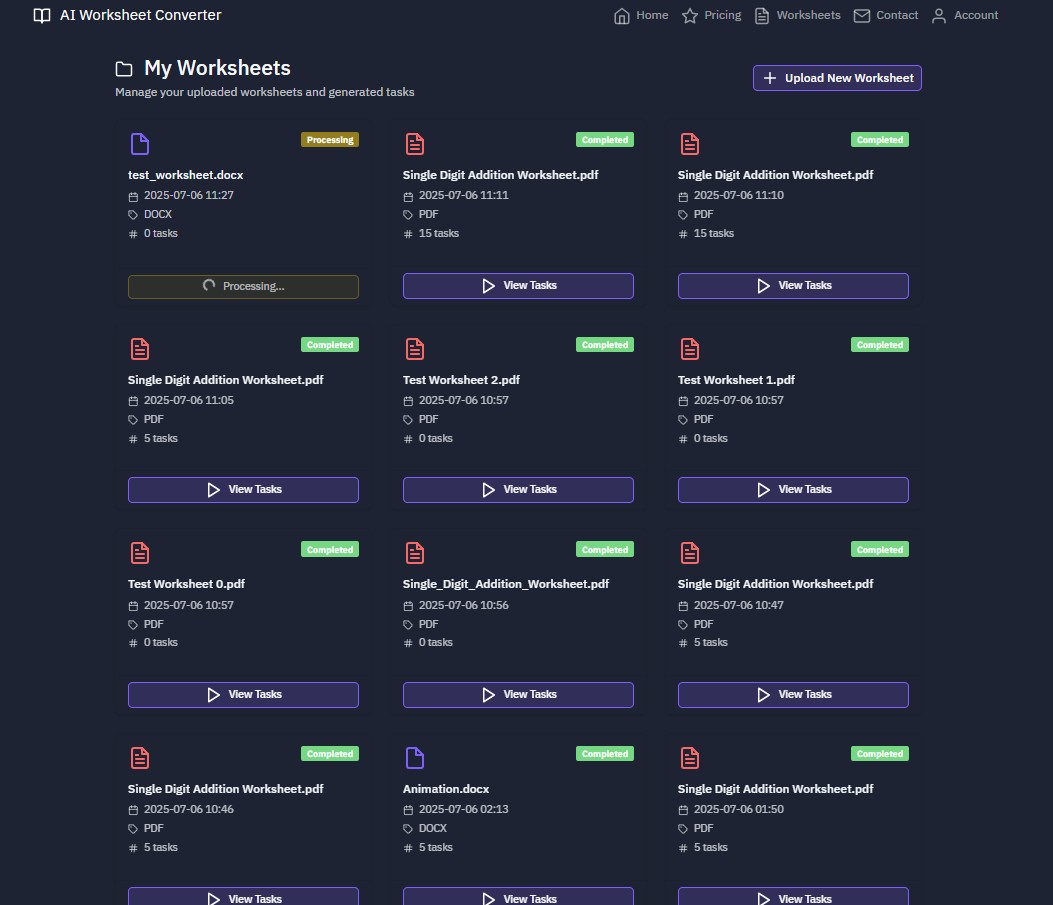 AI Worksheet Converter
Home Pricing Worksheets Contact Account
My Worksheets
Manage your uploaded worksheets and generated tasks
Upload New Worksheet
Processing
test_worksheet.docx
2025-07-06 11:27
DOCX
0 tasks
Processing...
Completed
Single Digit Addition Worksheet.pdf
2025-07-06 11:11
PDF
15 tasks
View Tasks
Completed
Single Digit Addition Worksheet.pdf
2025-07-06 11:10
PDF
15 tasks
View Tasks
Completed
Single Digit Addition Worksheet.pdf
2025-07-06 11:05
PDF
5 tasks
View Tasks
Completed
Test Worksheet 2.pdf
2025-07-06 10:57
PDF
0 tasks
View Tasks
Completed
Test Worksheet 1.pdf
2025-07-06 10:57
PDF
0 tasks
View Tasks
Completed
Test Worksheet 0.pdf
2025-07-06 10:57
PDF
0 tasks
View Tasks
Completed
Single_Digit_Addition_Worksheet.pdf
2025-07-06 10:56
PDF
0 tasks
View Tasks
Completed
Single Digit Addition Worksheet.pdf
2025-07-06 10:47
PDF
5 tasks
View Tasks
Completed
Single Digit Addition Worksheet.pdf
2025-07-06 10:46
PDF
5 tasks
View Tasks
Completed
Animation.docx
2025-07-06 02:13
DOCX
5 tasks
View Tasks
Completed
Single Digit Addition Worksheet.pdf
2025-07-06 01:50
PDF
5 tasks
View Tasks